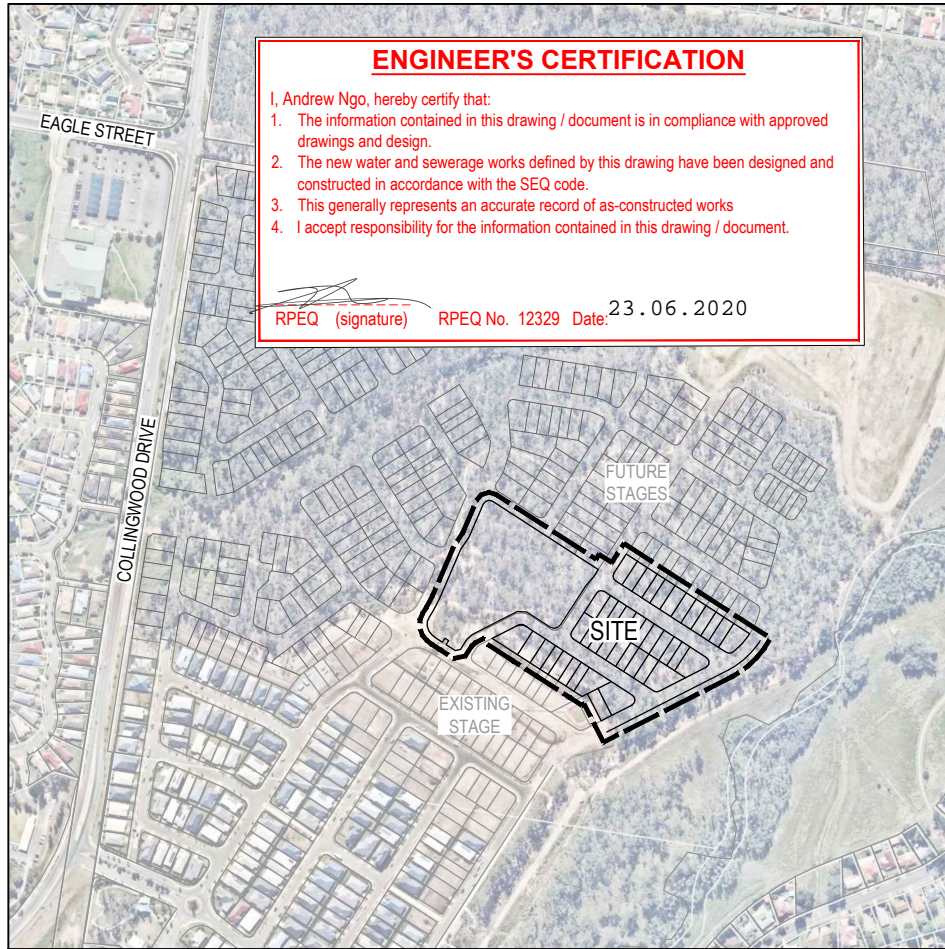 ENGINEER'S CERTIFICATION
I, Andrew Ngo, hereby certify that:
1. The information contained in this drawing / document is in compliance with approved
drawings and design.
2. The new water and sewerage works defined by this drawing have been designed and
constructed in accordance with the SEQ code.
3. This generally represents an accurate record of as-constructed works
4. I accept responsibility for the information contained in this drawing / document.
RPEQ (signature) RPEQ No. 12329 Date: 23.06.2020
EAGLE STREET
COLLINGWOOD DRIVE
FUTURE
STAGES
SITE
EXISTING
STAGE